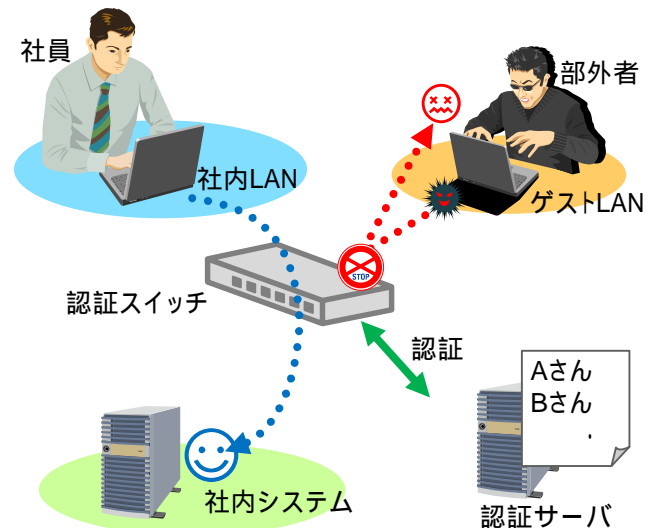 社員
部外者
社内LAN
ゲストLAN
STOP
認証スイッチ
認証
Aさん
Bさん
.
社内システム
認証サーバ